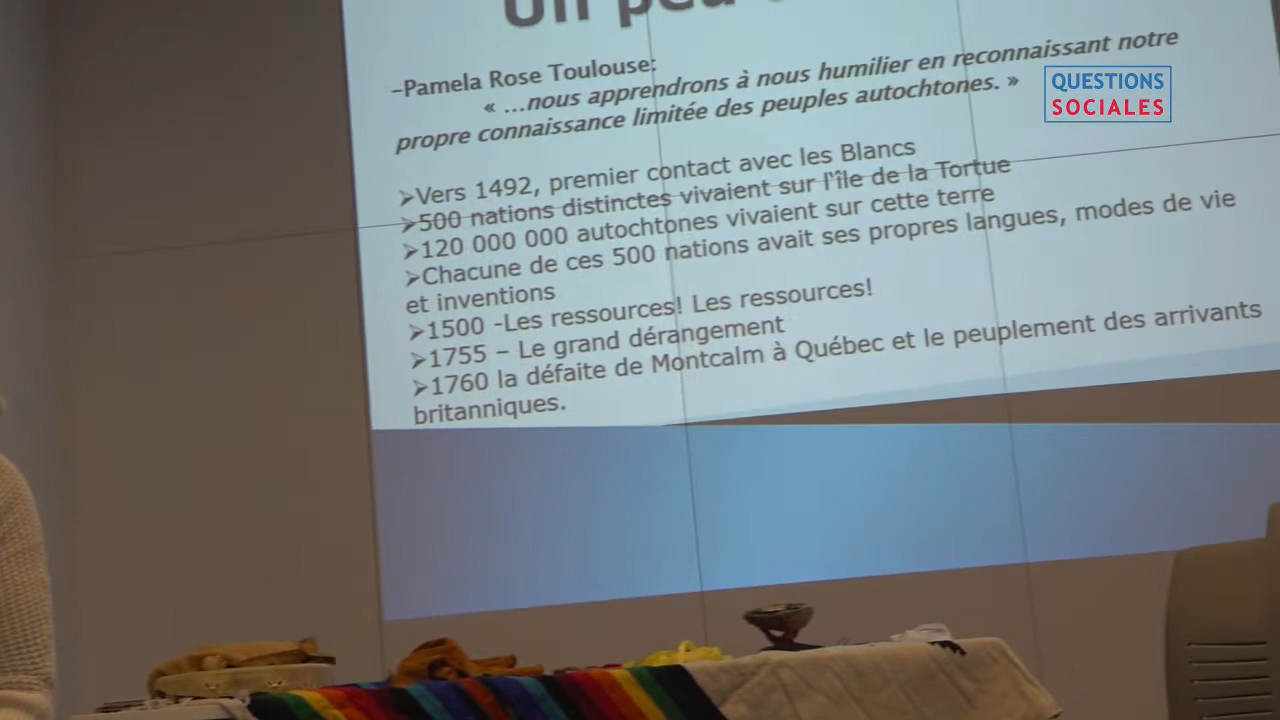 Un peu
–Pamela Rose Toulouse:
« ...nous apprendrons à nous humilier en reconnaissant notre
propre connaissance limitée des peuples autochtones. »
QUESTIONS
SOCIALES
➢Vers 1492, premier contact avec les Blancs
➢500 nations distinctes vivaient sur l'île de la Tortue
➢120 000 000 autochtones vivaient sur cette terre
➢Chacune de ces 500 nations avait ses propres langues, modes de vie
et inventions
➢1500 -Les ressources! Les ressources!
➢1755 – Le grand dérangement
➢1760 la défaite de Montcalm à Québec et le peuplement des arrivants
britanniques.